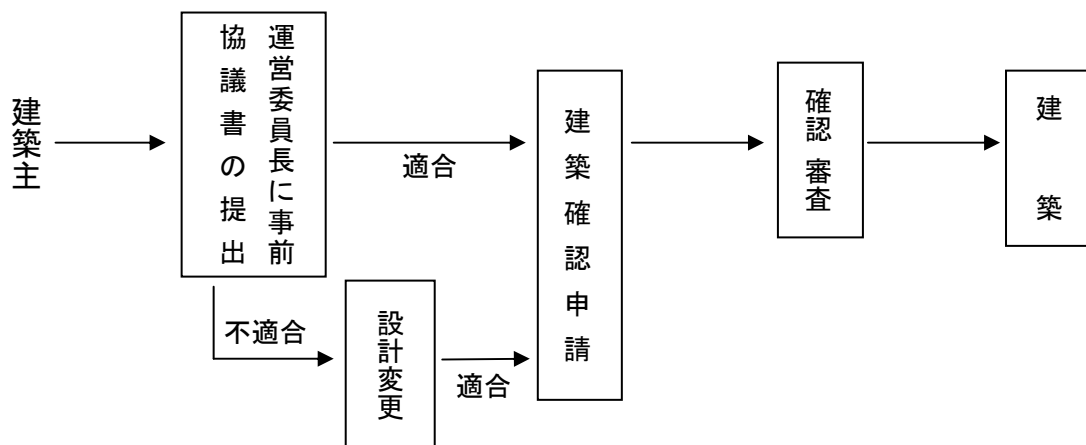 建築主
運営委員長に事前
協議書の提出
適合
不適合
設計変更
適合
建築確認申請
確認審査
建築